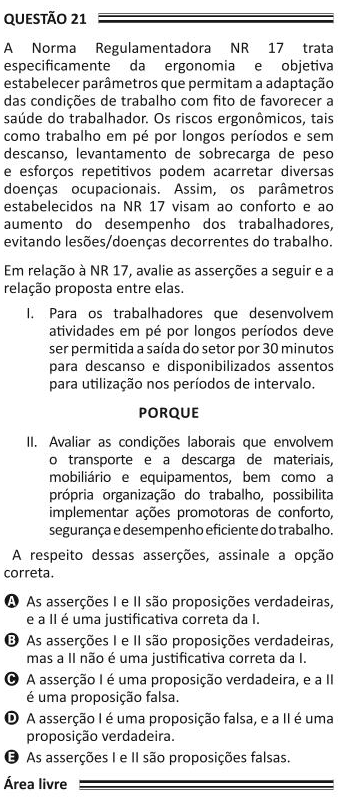 QUESTÃO 21
A Norma Regulamentadora NR 17 trata
especificamente da ergonomia e objetiva
estabelecer parâmetros que permitam a adaptação
das condições de trabalho com fito de favorecer a
saúde do trabalhador. Os riscos ergonômicos, tais
como trabalho em pé por longos períodos e sem
descanso, levantamento de sobrecarga de peso
e esforços repetitivos podem acarretar diversas
doenças ocupacionais. Assim, os parâmetros
estabelecidos na NR 17 visam ao conforto e ao
aumento do desempenho dos trabalhadores,
evitando lesões/doenças decorrentes do trabalho.
Em relação à NR 17, avalie as asserções a seguir e a
relação proposta entre elas.
I. Para os trabalhadores que desenvolvem
atividades em pé por longos períodos deve
ser permitida a saída do setor por 30 minutos
para descanso e disponibilizados assentos
para utilização nos períodos de intervalo.
PORQUE
II. Avaliar as condições laborais que envolvem
o transporte e a descarga de materiais,
mobiliário e equipamentos, bem como a
própria organização do trabalho, possibilita
implementar ações promotoras de conforto,
segurança e desempenho eficiente do trabalho.
A respeito dessas asserções, assinale a opção
correta.
A As asserções I e II são proposições verdadeiras,
e a II é uma justificativa correta da I.
B As asserções I e II são proposições verdadeiras,
mas a II não é uma justificativa correta da I.
C A asserção I é uma proposição verdadeira, e a II
é uma proposição falsa.
D A asserção I é uma proposição falsa, e a II é uma
proposição verdadeira.
E As asserções I e II são proposições falsas.
Área livre